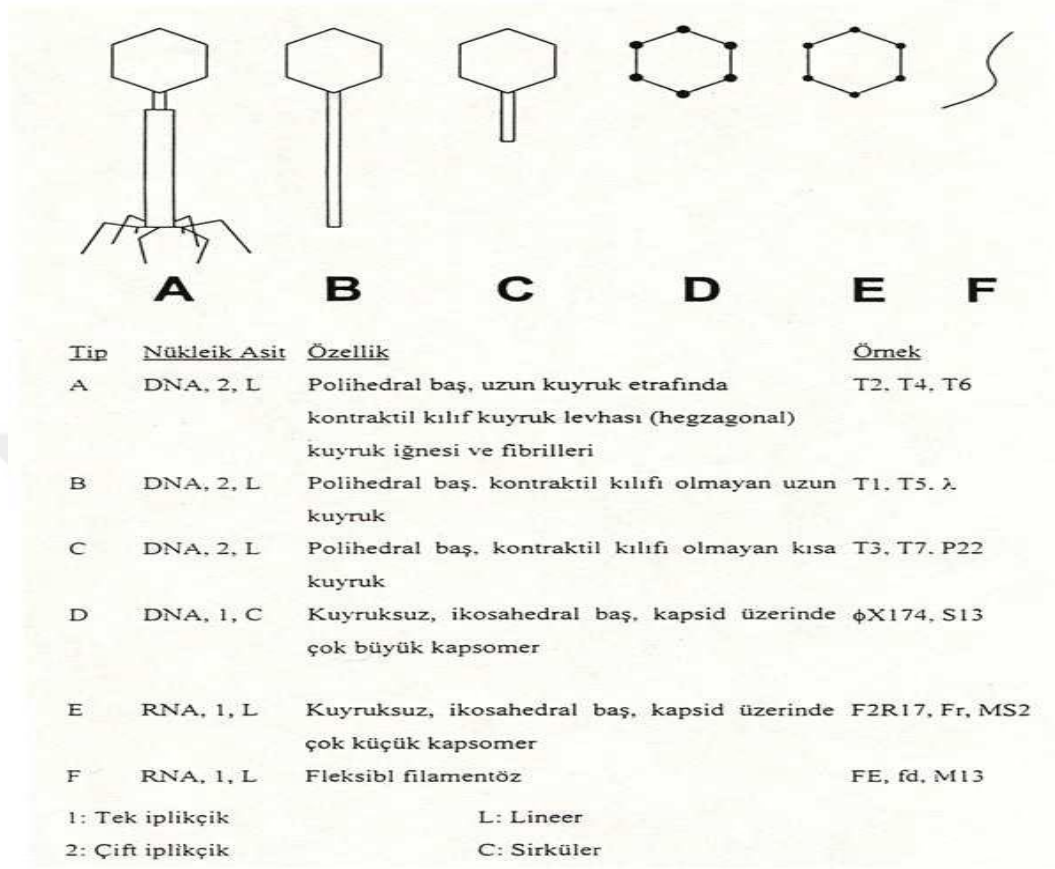 A B C D E F
Tip Nükleik Asit Özellik Örnek
A DNA, 2, L Polihedral baş, uzun kuyruk etrafında T2, T4, T6
kontraktil kılıf kuyruk levhası (hegzagonal)
kuyruk iğnesi ve fibrilleri
B DNA, 2, L Polihedral baş. kontraktil kılıfı olmayan uzun T1, T5. λ
kuyruk
C DNA, 2, L Polihedral baş, kontraktil kılıfı olmayan kısa T3, T7. P22
kuyruk
D DNA, 1, C Kuyruksuz, ikosahedral baş, kapsid üzerinde ϕX174, S13
çok büyük kapsomer
E RNA, 1, L Kuyruksuz, ikosahedral baş, kapsid üzerinde F2R17, Fr, MS2
çok küçük kapsomer
F RNA, 1, L Fleksibl filamentöz FE, fd, M13
1: Tek iplikçik L: Lineer
2: Çift iplikçik C: Sirküler